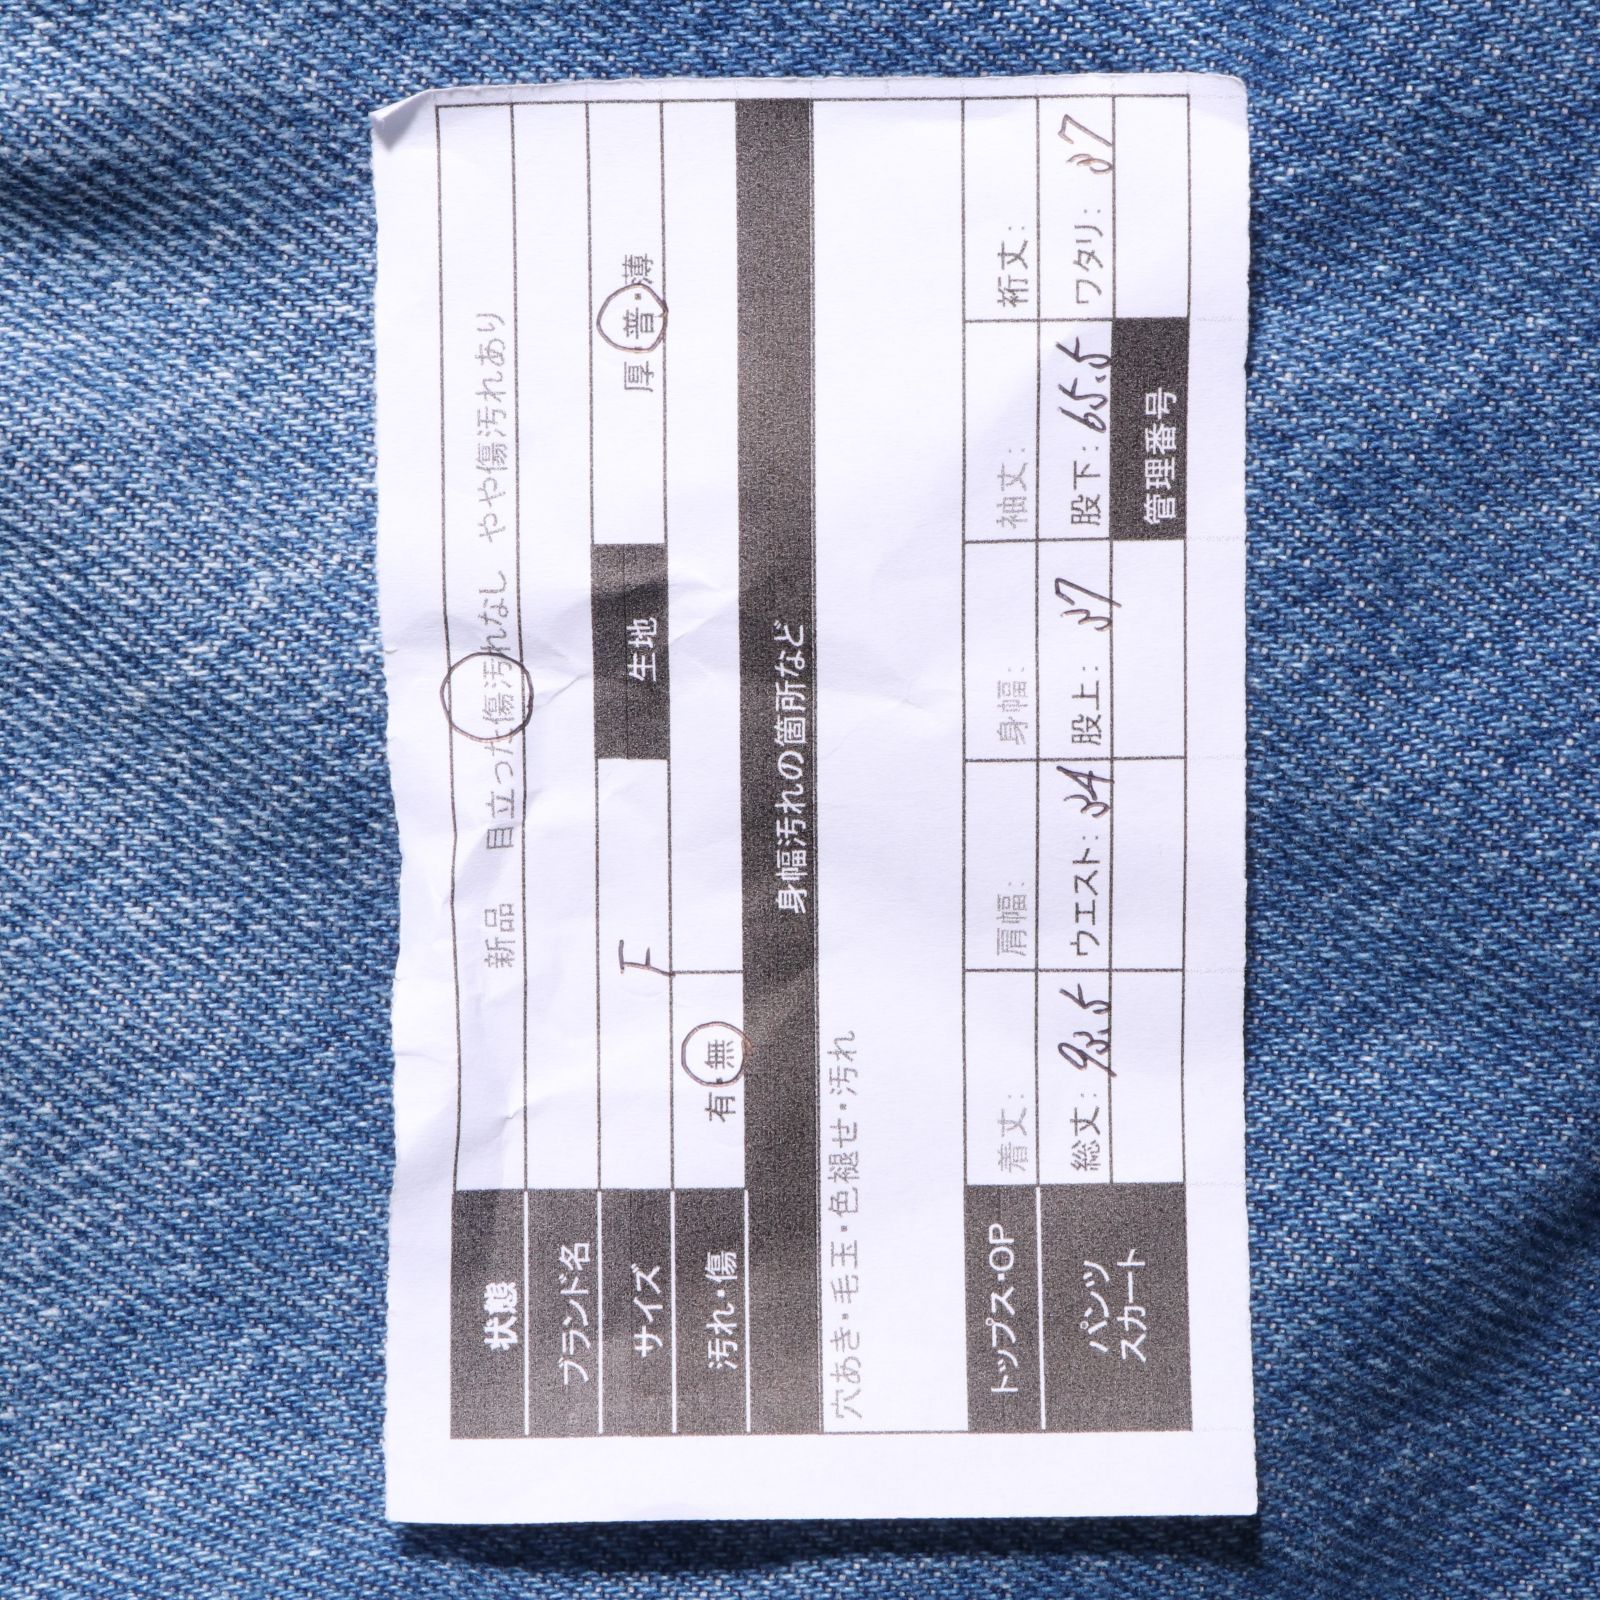 状態 新品 目立った傷汚れなし やや傷汚れあり
ブランド名
サイズ F 生地 厚・普・薄
汚れ・傷 有・無
身幅汚れの箇所など
穴あき・毛玉・色褪せ・汚れ
トップス・OP 着丈: 肩幅: 身幅: 袖丈: 裄丈:
パンツ 総丈: 92.5 ウエスト: 24 股上: 27 股下: 65.5 ワタリ: 27
スカート 管理番号